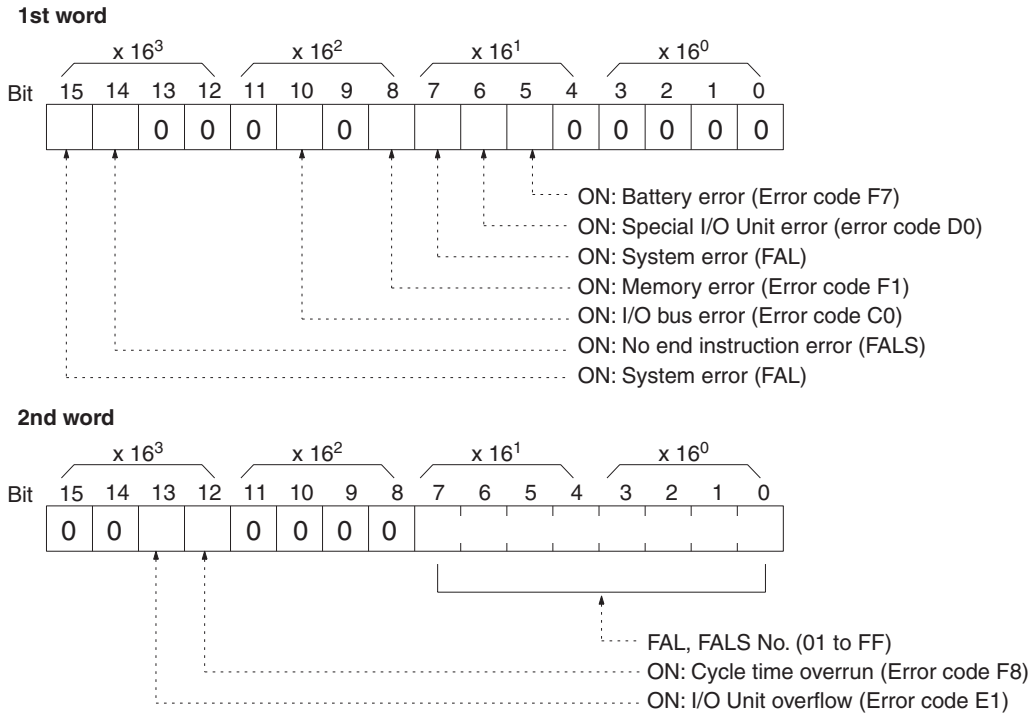 1st word
x 16³ x 16² x 16¹ x 16⁰
Bit 15 14 13 12 11 10 9 8 7 6 5 4 3 2 1 0
0 0 0 0 0 0 0 0 0
ON: Battery error (Error code F7)
ON: Special I/O Unit error (error code D0)
ON: System error (FAL)
ON: Memory error (Error code F1)
ON: I/O bus error (Error code C0)
ON: No end instruction error (FALS)
ON: System error (FAL)
2nd word
x 16³ x 16² x 16¹ x 16⁰
Bit 15 14 13 12 11 10 9 8 7 6 5 4 3 2 1 0
0 0 0 0 0 0
FAL, FALS No. (01 to FF)
ON: Cycle time overrun (Error code F8)
ON: I/O Unit overflow (Error code E1)